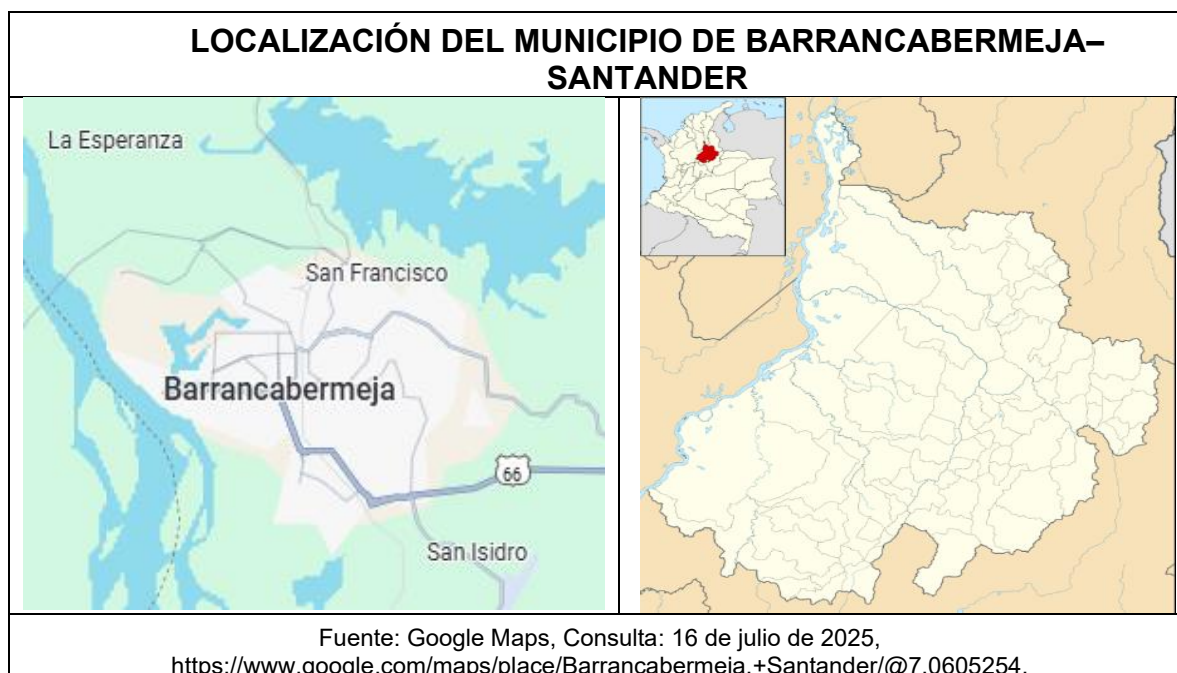 LOCALIZACIÓN DEL MUNICIPIO DE BARRANCABERMEJA–
SANTANDER
La Esperanza
San Francisco
Barrancabermeja
66
San Isidro
Fuente: Google Maps, Consulta: 16 de julio de 2025,
https://www.google.com/maps/place/Barrancabermeja,+Santander/@7.0605254,